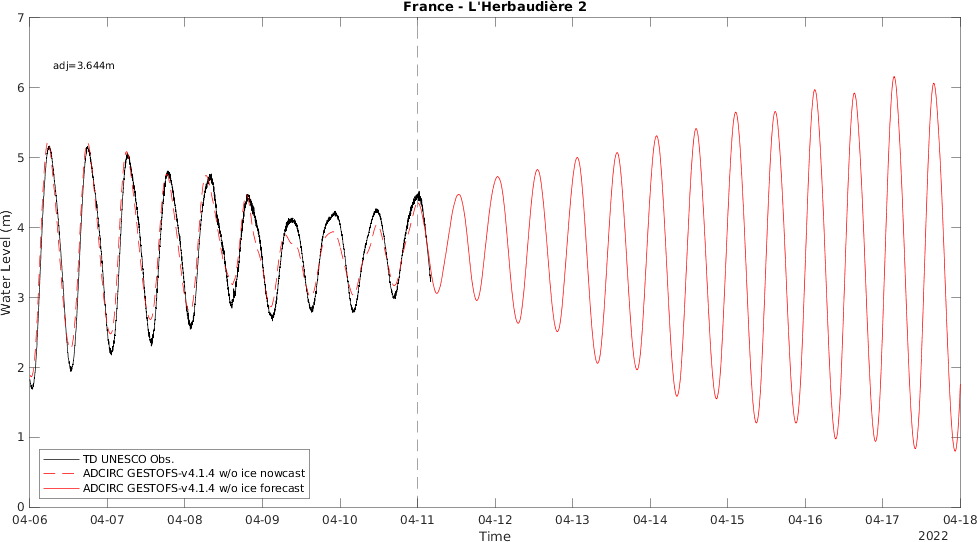 France - L'Herbaudière 2
7
6
5
4
3
2
1
0
adj=3.644m
Water Level (m)
TD UNESCO Obs.
ADCIRC GESTOFS-v4.1.4 w/o ice nowcast
ADCIRC GESTOFS-v4.1.4 w/o ice forecast
04-06 04-07 04-08 04-09 04-10 04-11 04-12 04-13 04-14 04-15 04-16 04-17 04-18
Time
2022